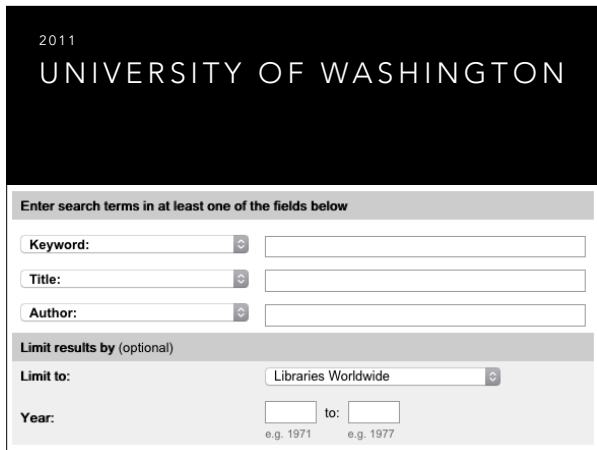 2011
UNIVERSITY OF WASHINGTON
Enter search terms in at least one of the fields below
Keyword:
Title:
Author:
Limit results by (optional)
Limit to: Libraries Worldwide
Year: to:
e.g. 1971 e.g. 1977